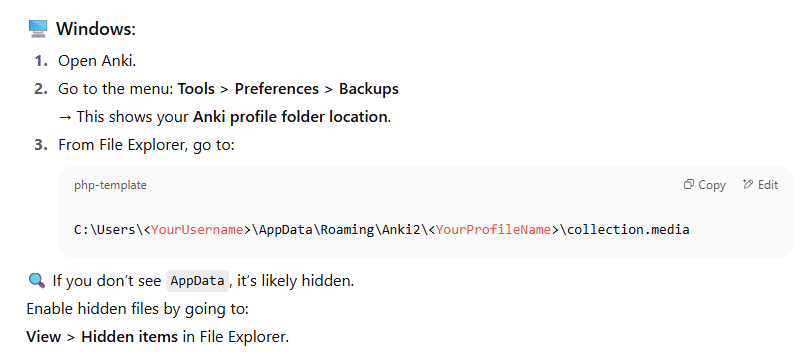 🖥️ Windows:
1. Open Anki.
2. Go to the menu: Tools > Preferences > Backups
→ This shows your Anki profile folder location.
3. From File Explorer, go to:
php-template
Copy
Edit
C:\Users\<YourUsername>\AppData\Roaming\Anki2\<YourProfileName>\collection.media
🔍 If you don’t see AppData, it’s likely hidden.
Enable hidden files by going to:
View > Hidden items in File Explorer.